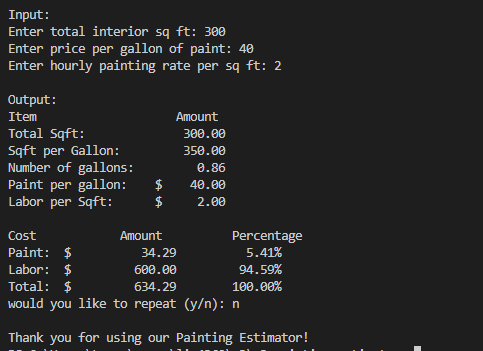 Input:
Enter total interior sq ft: 300
Enter price per gallon of paint: 40
Enter hourly painting rate per sq ft: 2
Output:
Item Amount
Total Sqft: 300.00
Sqft per Gallon: 350.00
Number of gallons: 0.86
Paint per gallon: $ 40.00
Labor per Sqft: $ 2.00
Cost Amount Percentage
Paint: $ 34.29 5.41%
Labor: $ 600.00 94.59%
Total: $ 634.29 100.00%
would you like to repeat (y/n): n
Thank you for using our Painting Estimator!